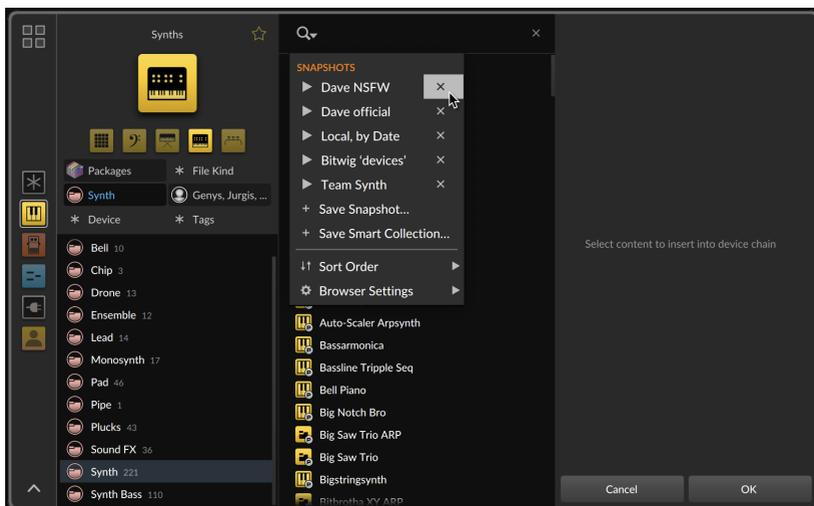 Synths
Packages
File Kind
Synth
Genys, Jurgis, ...
Device
Tags
Bell 10
Chip 3
Drone 13
Ensemble 12
Lead 14
Monosynth 17
Pad 46
Pipe 1
Plucks 43
Sound FX 36
Synth 221
Synth Bass 110
SNAPSHOTS
Dave NSFW
Dave official
Local, by Date
Bitwig ‘devices’
Team Synth
+ Save Snapshot...
+ Save Smart Collection...
Sort Order
Browser Settings
Auto-Scaler Arpsynth
Bassarmonica
Bassline Tripple Seq
Bell Piano
Big Notch Bro
Big Saw Trio ARP
Big Saw Trio
Bigstringsynth
Bitbrotha XY ARP
Select content to insert into device chain
Cancel
OK